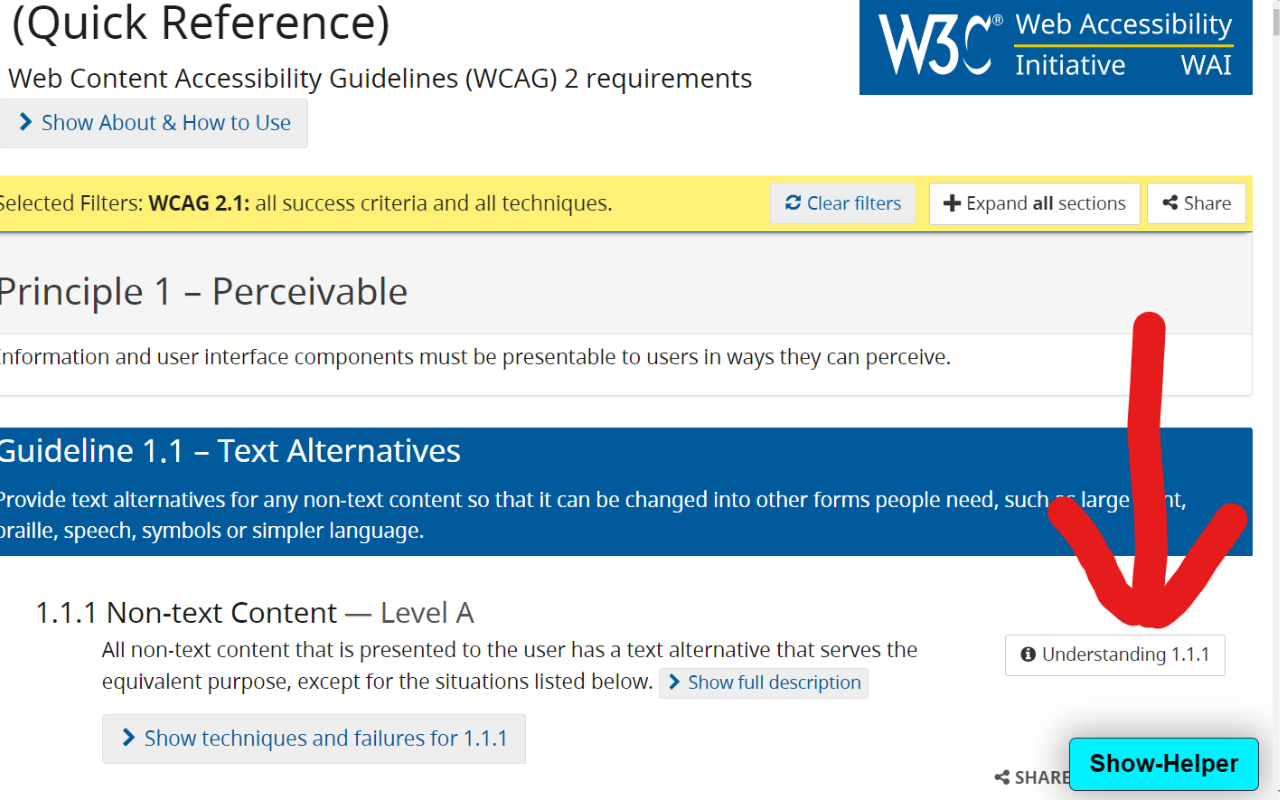 (Quick Reference)
W3C® Web Accessibility
Initiative WAI
Web Content Accessibility Guidelines (WCAG) 2 requirements
Show About & How to Use
Selected Filters: WCAG 2.1: all success criteria and all techniques.
Clear filters
Expand all sections
Share
Principle 1 – Perceivable
Information and user interface components must be presentable to users in ways they can perceive.
Guideline 1.1 – Text Alternatives
Provide text alternatives for any non-text content so that it can be changed into other forms people need, such as large
braille, speech, symbols or simpler language.
1.1.1 Non-text Content — Level A
All non-text content that is presented to the user has a text alternative that serves the
equivalent purpose, except for the situations listed below. Show full description
Understanding 1.1.1
Show techniques and failures for 1.1.1
SHARE
Show-Helper